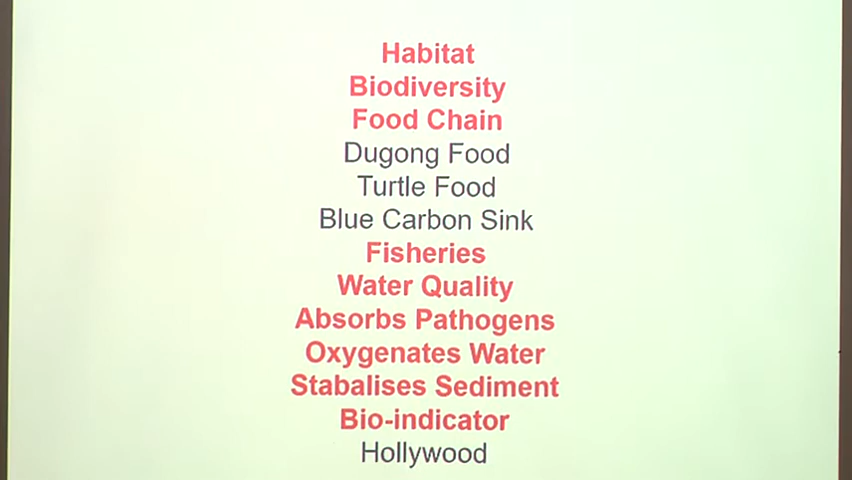 Habitat
Biodiversity
Food Chain
Dugong Food
Turtle Food
Blue Carbon Sink
Fisheries
Water Quality
Absorbs Pathogens
Oxygenates Water
Stabalises Sediment
Bio-indicator
Hollywood